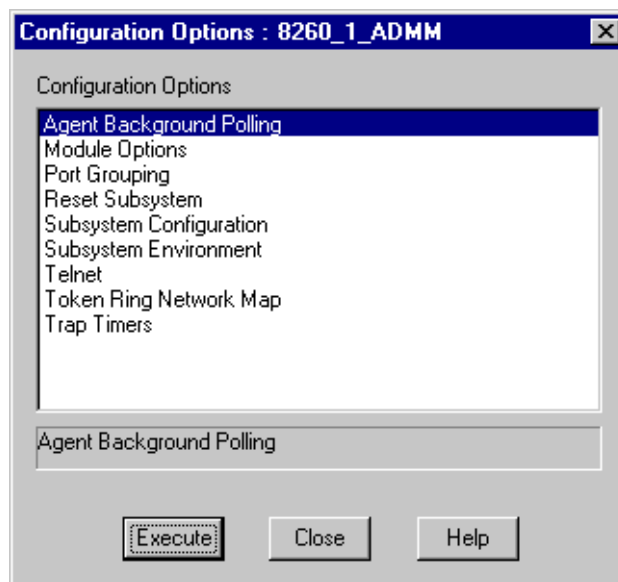 Configuration Options : 8260_1_ADMM
Configuration Options
Agent Background Polling
Module Options
Port Grouping
Reset Subsystem
Subsystem Configuration
Subsystem Environment
Telnet
Token Ring Network Map
Trap Timers
Agent Background Polling
Execute Close Help